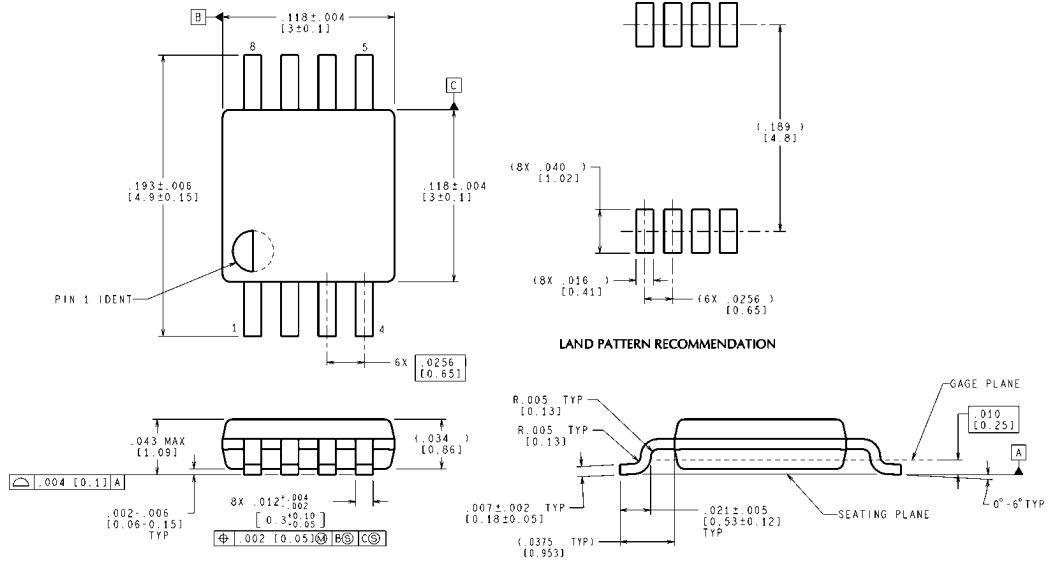 B
.118±.004
[3±0.1]
8
5
C
.193±.006
[4.9±0.15]
.118±.004
[3±0.1]
PIN 1 IDENT
1
4
6X .0256
[0.65]
(.189 )
[4.8]
(8X .040 )
[1.02]
(8X .016 )
[0.41]
(6X .0256 )
[0.65]
LAND PATTERN RECOMMENDATION
.043 MAX
[1.09]
(.034 )
[0.86]
⌓ .004 [0.1] A
.002-.006
[0.06-0.15]
TYP
8X .012 +.004 -.002
[ 0.3 +0.10 -0.05 ]
⌖ .002 [0.05]Ⓜ BⓈ CⓈ
R.005 TYP
[0.13]
R.005 TYP
[0.13]
GAGE PLANE
.010
[0.25]
A
0°-6° TYP
SEATING PLANE
.007±.002 TYP
[0.18±0.05]
.021±.005
[0.53±0.12]
TYP
(.0375 TYP)
[0.953]